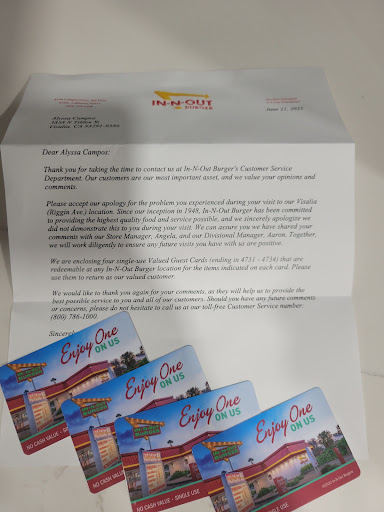 IN-N-OUT
BURGER
June 21, 2023
Alyssa Campos
Visalia, CA 93291
Dear Alyssa Campos:
Thank you for taking the time to contact us at In-N-Out Burger's Customer Service
Department. Our customers are our most important asset, and we value your opinions and
comments.
Please accept our apology for the problem you experienced during your visit to our Visalia
(Riggin Ave.) location. Since our inception in 1948, In-N-Out Burger has been committed
to providing the highest quality food and service possible, and we sincerely apologize we
did not demonstrate this to you during your visit. We can assure you we have shared your
comments with our Store Manager, Angela, and our Divisional Manager, Aaron. Together,
we will work diligently to ensure any future visits you have with us are positive.
We are enclosing four single-use Valued Guest Cards (ending in 4731 - 4734) that are
redeemable at any In-N-Out Burger location for the items indicated on each card. Please
use them to return as our valued customer.
We would like to thank you again for your comments, as they will help us to provide the
best possible service to you and all of our customers. Should you have any future comments
or concerns, please do not hesitate to call us at our toll-free Customer Service number:
(800) 786-1000.
Sincerely
Enjoy One
ON US
NO CASH VALUE • SINGLE
Enjoy One
ON US
NO CASH VALUE
Enjoy One
ON US
NO CASH VALUE • SINGLE USE
Enjoy One
ON US
NO CASH VALUE • SINGLE USE